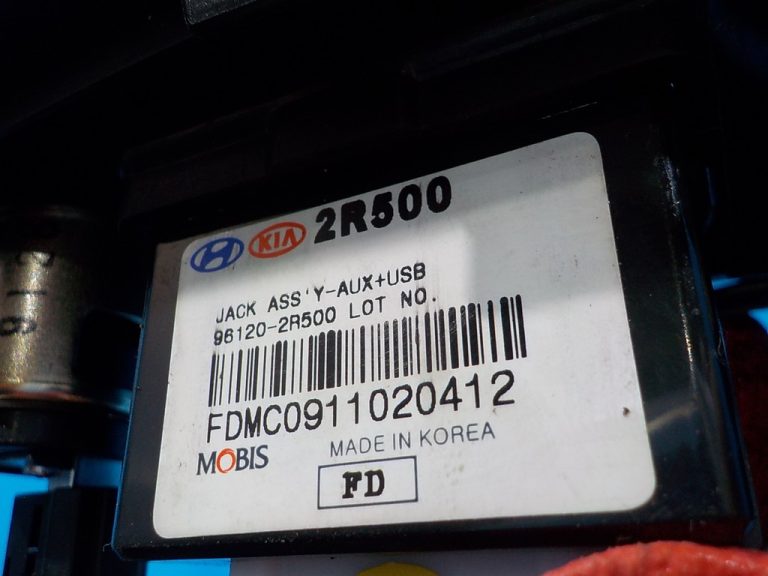 KIA 2R500
JACK ASS'Y-AUX+USB
96120-2R500 LOT NO.
FDMC0911020412
MOBIS MADE IN KOREA
FD